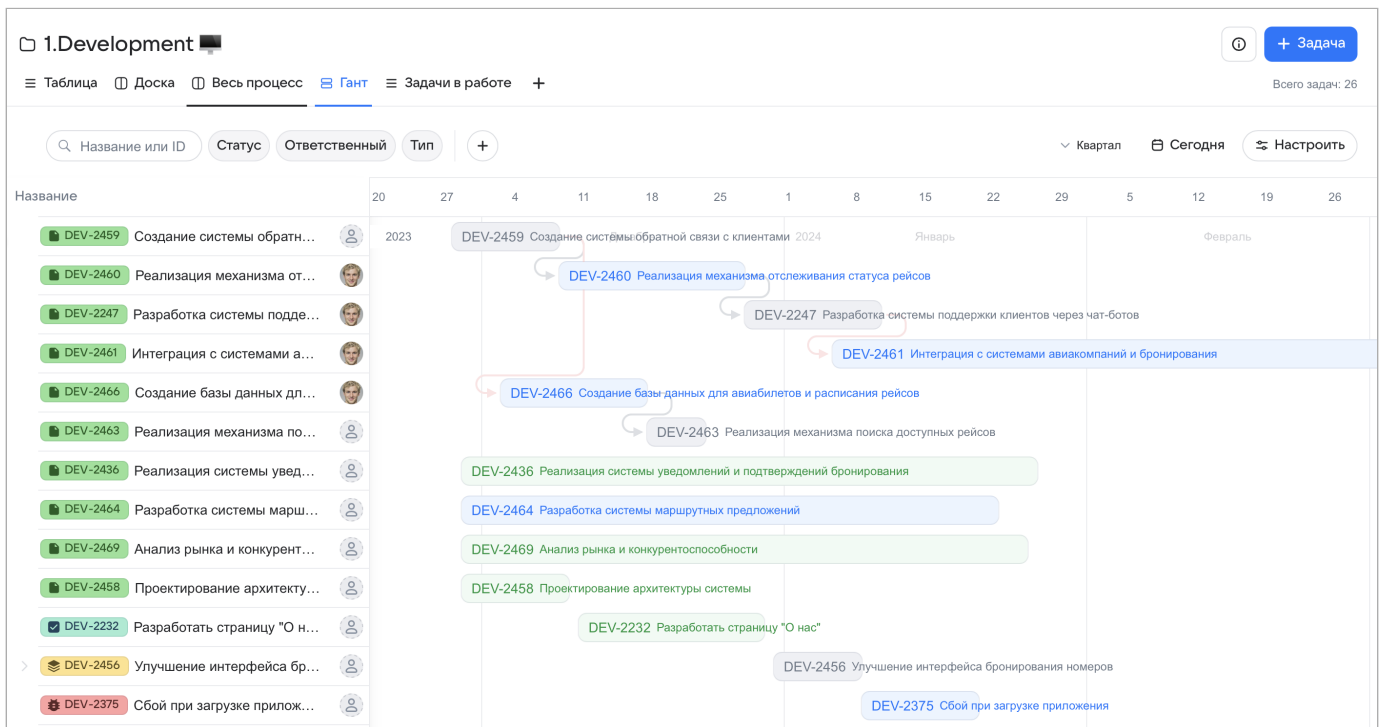 1.Development
+ Задача
Таблица Доска Весь процесс Гант Задачи в работе +
Всего задач: 26
Название или ID Статус Ответственный Тип +
Квартал Сегодня Настроить
Название
20 27 4 11 18 25 1 8 15 22 29 5 12 19 26
2023 2024 Январь Февраль
DEV-2459 Создание системы обратн...
DEV-2459 Создание системы обратной связи с клиентами
DEV-2460 Реализация механизма от...
DEV-2460 Реализация механизма отслеживания статуса рейсов
DEV-2247 Разработка системы подде...
DEV-2247 Разработка системы поддержки клиентов через чат-ботов
DEV-2461 Интеграция с системами а...
DEV-2461 Интеграция с системами авиакомпаний и бронирования
DEV-2466 Создание базы данных дл...
DEV-2466 Создание базы данных для авиабилетов и расписания рейсов
DEV-2463 Реализация механизма по...
DEV-2463 Реализация механизма поиска доступных рейсов
DEV-2436 Реализация системы увед...
DEV-2436 Реализация системы уведомлений и подтверждений бронирования
DEV-2464 Разработка системы марш...
DEV-2464 Разработка системы маршрутных предложений
DEV-2469 Анализ рынка и конкурент...
DEV-2469 Анализ рынка и конкурентоспособности
DEV-2458 Проектирование архитекту...
DEV-2458 Проектирование архитектуры системы
DEV-2232 Разработать страницу "О н...
DEV-2232 Разработать страницу "О нас"
DEV-2456 Улучшение интерфейса бр...
DEV-2456 Улучшение интерфейса бронирования номеров
DEV-2375 Сбой при загрузке прилож...
DEV-2375 Сбой при загрузке приложения